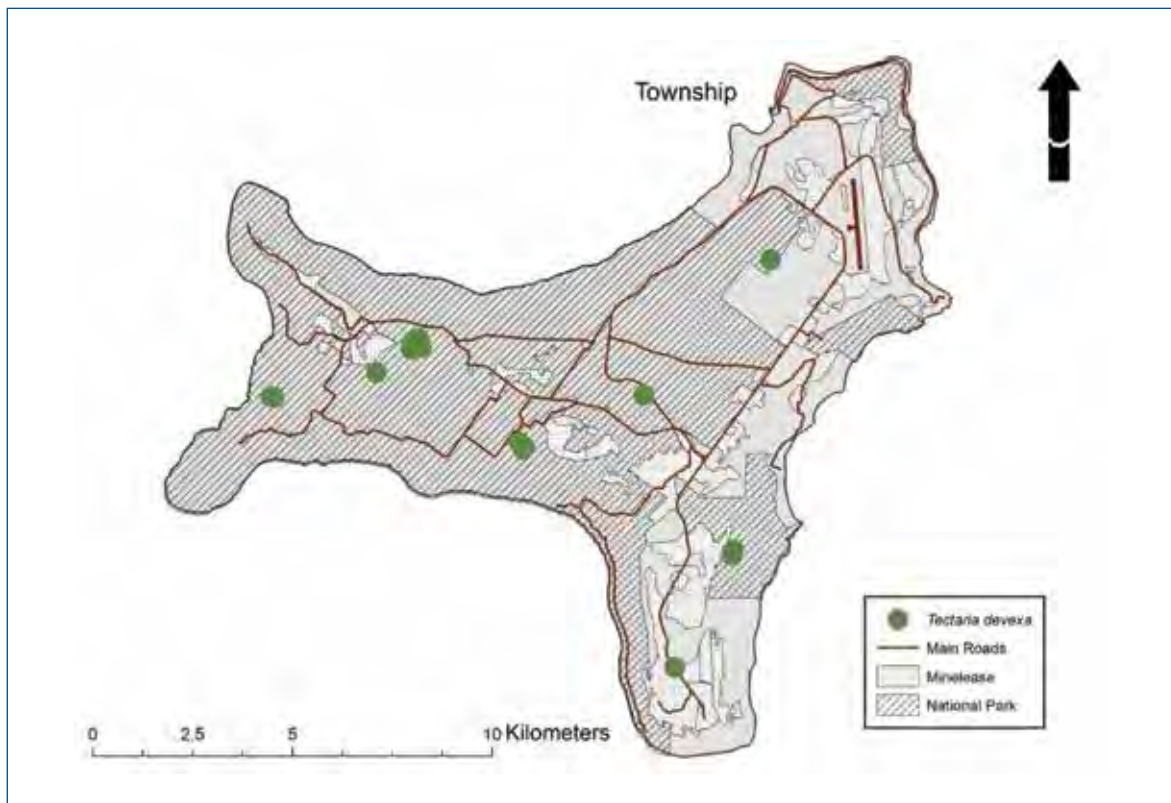 Township
Tectaria devexa
Main Roads
Minelease
National Park
0 2.5 5 10 Kilometers